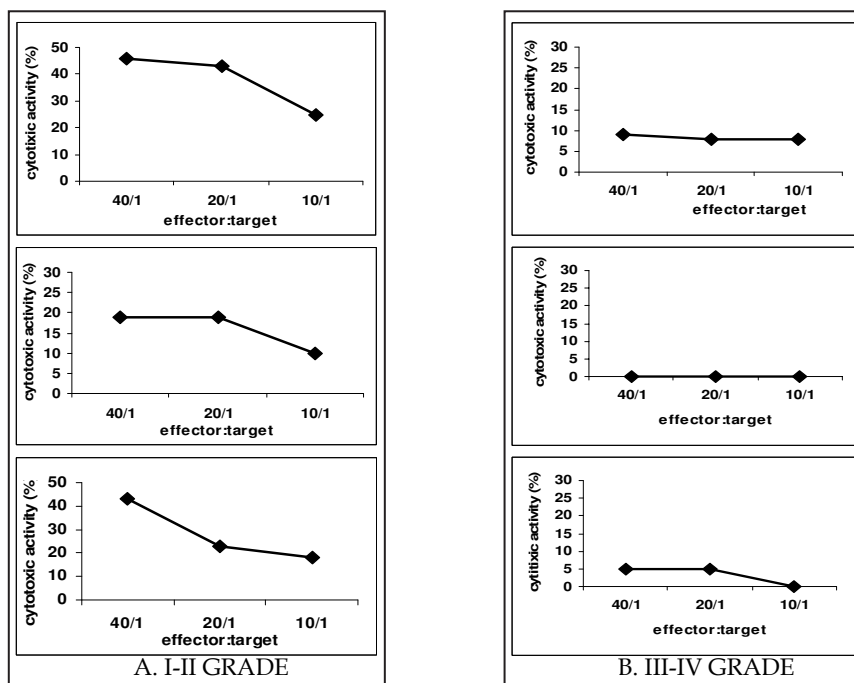 cytotixic activity (%)
50
40
30
20
10
0
40/1 20/1 10/1
effector:target
cytotoxic activity (%)
30
25
20
15
10
5
0
40/1 20/1 10/1
effector:target
cytotoxic activity (%
50
40
30
20
10
0
40/1 20/1 10/1
effector:target
A. I-II GRADE
cytotoxic activity (%)
30
25
20
15
10
5
0
40/1 20/1 10/1
effector:target
cytotoxic activity (%)
30
25
20
15
10
5
0
40/1 20/1 10/1
effector:target
cytitixic activity (%)
30
25
20
15
10
5
0
40/1 20/1 10/1
effector:target
B. III-IV GRADE